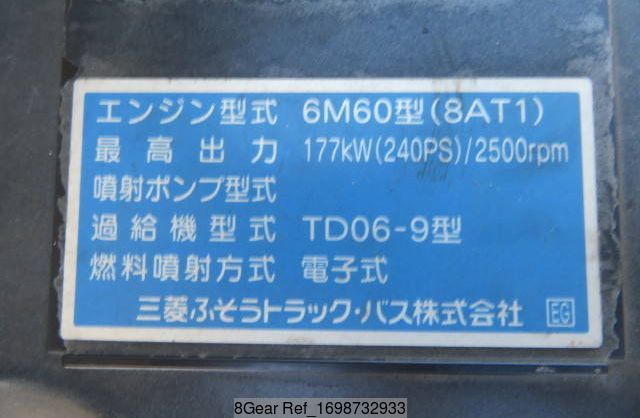 エンジン型式 6M60型(8AT1)
最高出力 177kW(240PS)/2500rpm
噴射ポンプ型式
過給機型式 TD06-9型
燃料噴射方式 電子式
三菱ふそうトラック・バス株式会社 EG
8Gear Ref_1698732933